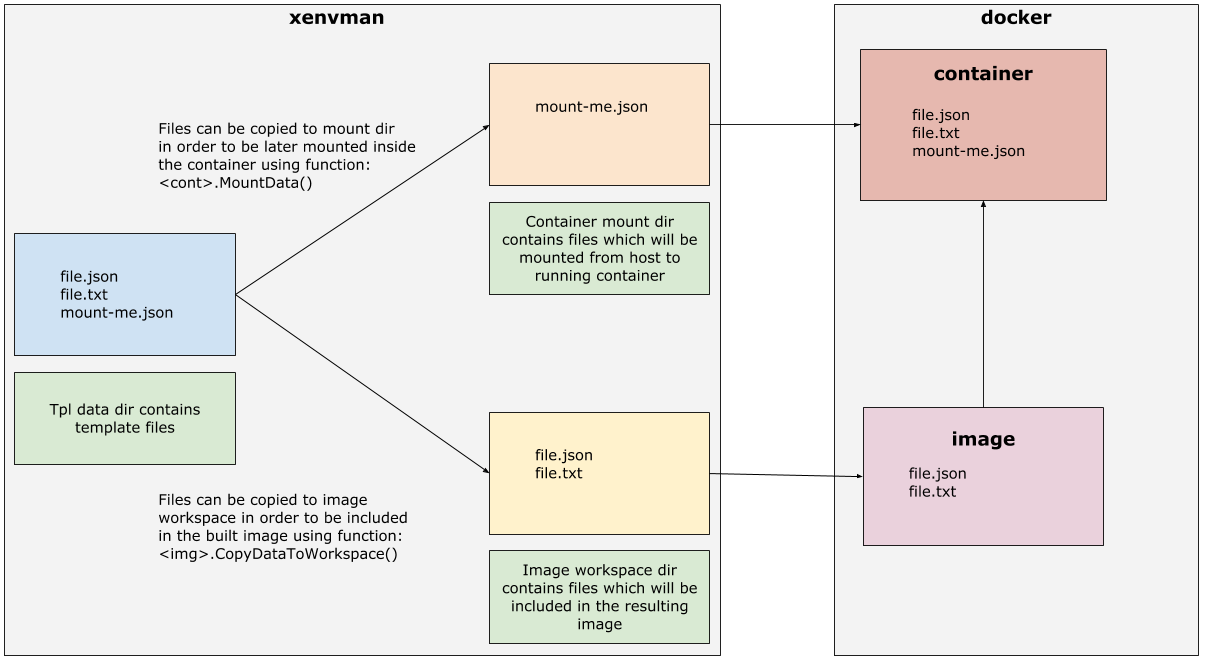 xenvman
docker
mount-me.json
container
file.json
file.txt
mount-me.json
Files can be copied to mount dir
in order to be later mounted inside
the container using function:
<cont>.MountData()
Container mount dir
contains files which will be
mounted from host to
running container
file.json
file.txt
mount-me.json
Tpl data dir contains
template files
file.json
file.txt
image
file.json
file.txt
Files can be copied to image
workspace in order to be included
in the built image using function:
<img>.CopyDataToWorkspace()
Image workspace dir
contains files which will be
included in the resulting
image